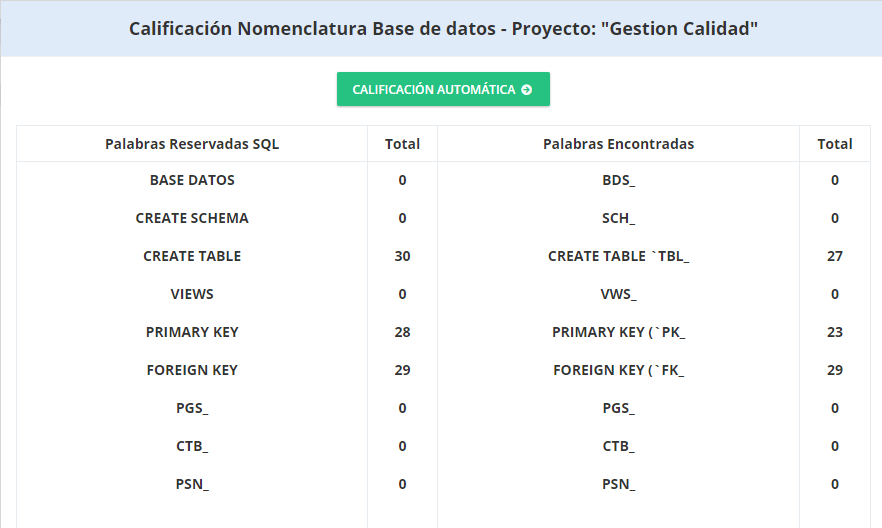 Calificación Nomenclatura Base de datos - Proyecto: "Gestion Calidad"
CALIFICACIÓN AUTOMÁTICA
Palabras Reservadas SQL Total Palabras Encontradas Total
BASE DATOS 0 BDS_ 0
CREATE SCHEMA 0 SCH_ 0
CREATE TABLE 30 CREATE TABLE `TBL_ 27
VIEWS 0 VWS_ 0
PRIMARY KEY 28 PRIMARY KEY (`PK_ 23
FOREIGN KEY 29 FOREIGN KEY (`FK_ 29
PGS_ 0 PGS_ 0
CTB_ 0 CTB_ 0
PSN_ 0 PSN_ 0